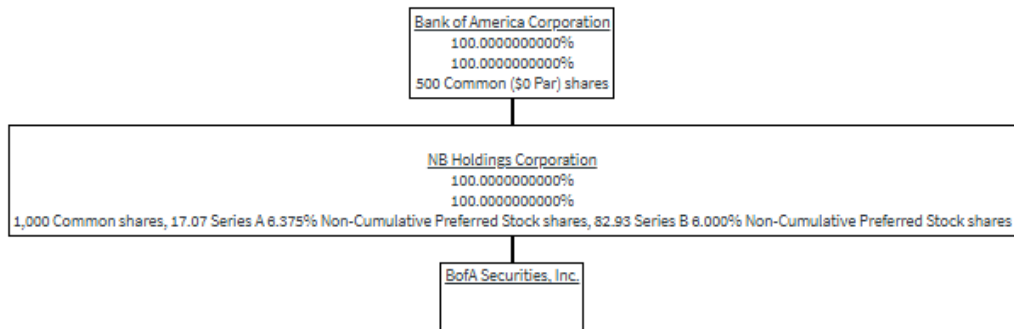 Bank of America Corporation
100.0000000000%
100.0000000000%
500 Common ($0 Par) shares
NB Holdings Corporation
100.0000000000%
100.0000000000%
1,000 Common shares, 17.07 Series A 6.375% Non-Cumulative Preferred Stock shares, 82.93 Series B 6.000% Non-Cumulative Preferred Stock shares
BofA Securities, Inc.